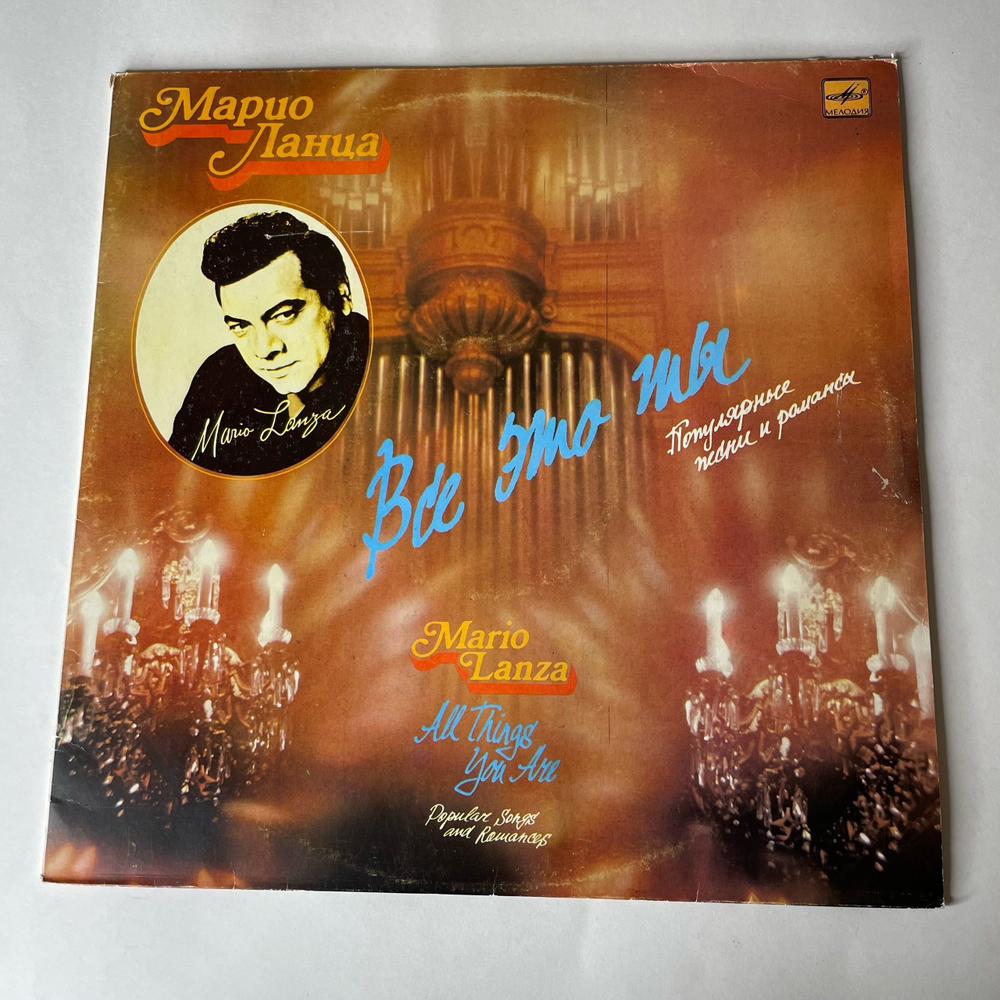 Марио
Ланца
МЕЛОДИЯ
Mario Lanza
Все это ты
Популярные
песни и романсы
Mario
Lanza
All Things
You Are
Popular Songs
and Romances